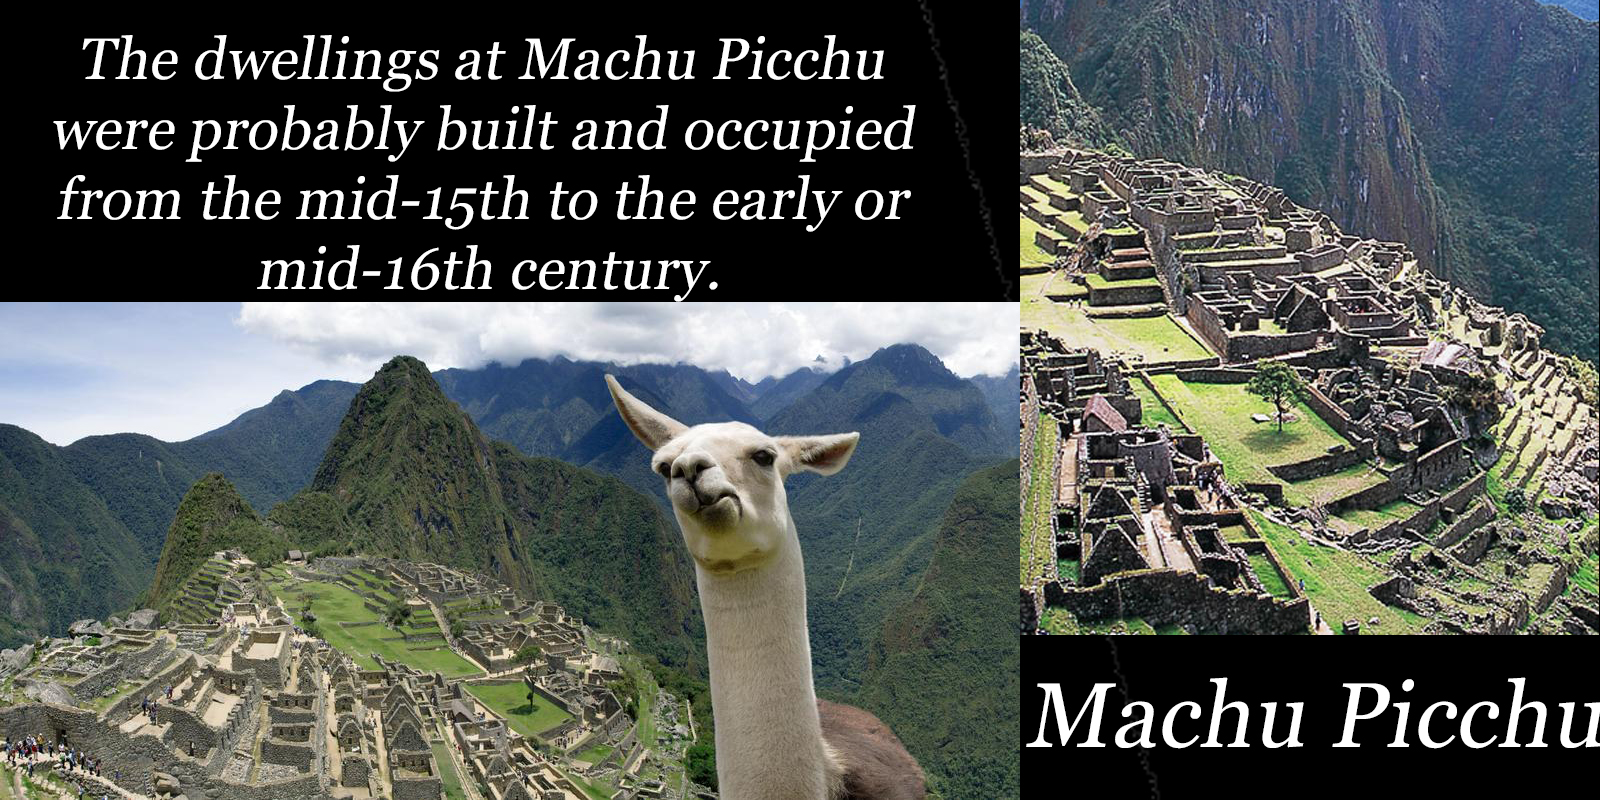 The dwellings at Machu Picchu
were probably built and occupied
from the mid-15th to the early or
mid-16th century.
Machu Picchu